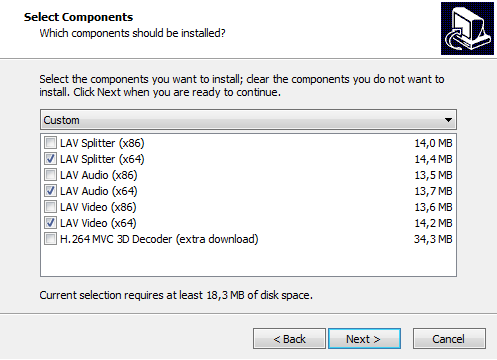 Select Components
Which components should be installed?
Select the components you want to install; clear the components you do not want to
install. Click Next when you are ready to continue.
Custom
LAV Splitter (x86) 14,0 MB
LAV Splitter (x64) 14,4 MB
LAV Audio (x86) 13,5 MB
LAV Audio (x64) 13,7 MB
LAV Video (x86) 13,6 MB
LAV Video (x64) 14,2 MB
H.264 MVC 3D Decoder (extra download) 34,3 MB
Current selection requires at least 18,3 MB of disk space.
< Back Next > Cancel